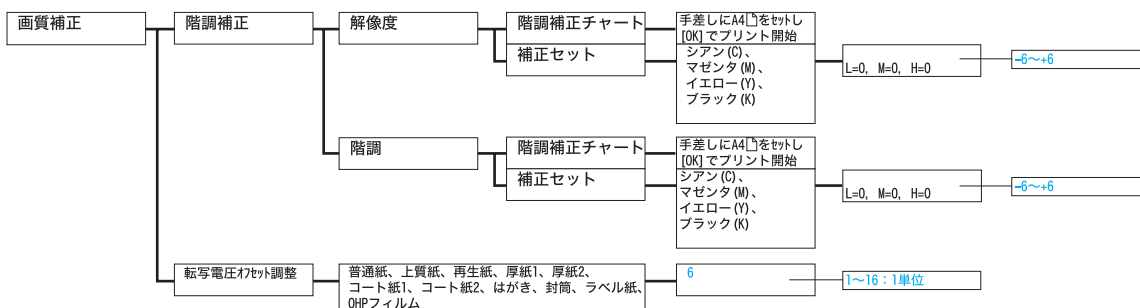 画質補正
階調補正
解像度
階調補正チャート
手差しにA4をｾｯﾄし
[OK]でプリント開始
補正セット
シアン(C)、
マゼンタ(M)、
イエロー(Y)、
ブラック(K)
L=0, M=0, H=0
-6～+6
階調
階調補正チャート
手差しにA4をｾｯﾄし
[OK]でプリント開始
補正セット
シアン(C)、
マゼンタ(M)、
イエロー(Y)、
ブラック(K)
L=0, M=0, H=0
-6～+6
転写電圧ｵﾌｾｯﾄ調整
普通紙、上質紙、再生紙、厚紙1、厚紙2、
コート紙1、コート紙2、はがき、封筒、ラベル紙、
OHPフィルム
6
1～16：1単位